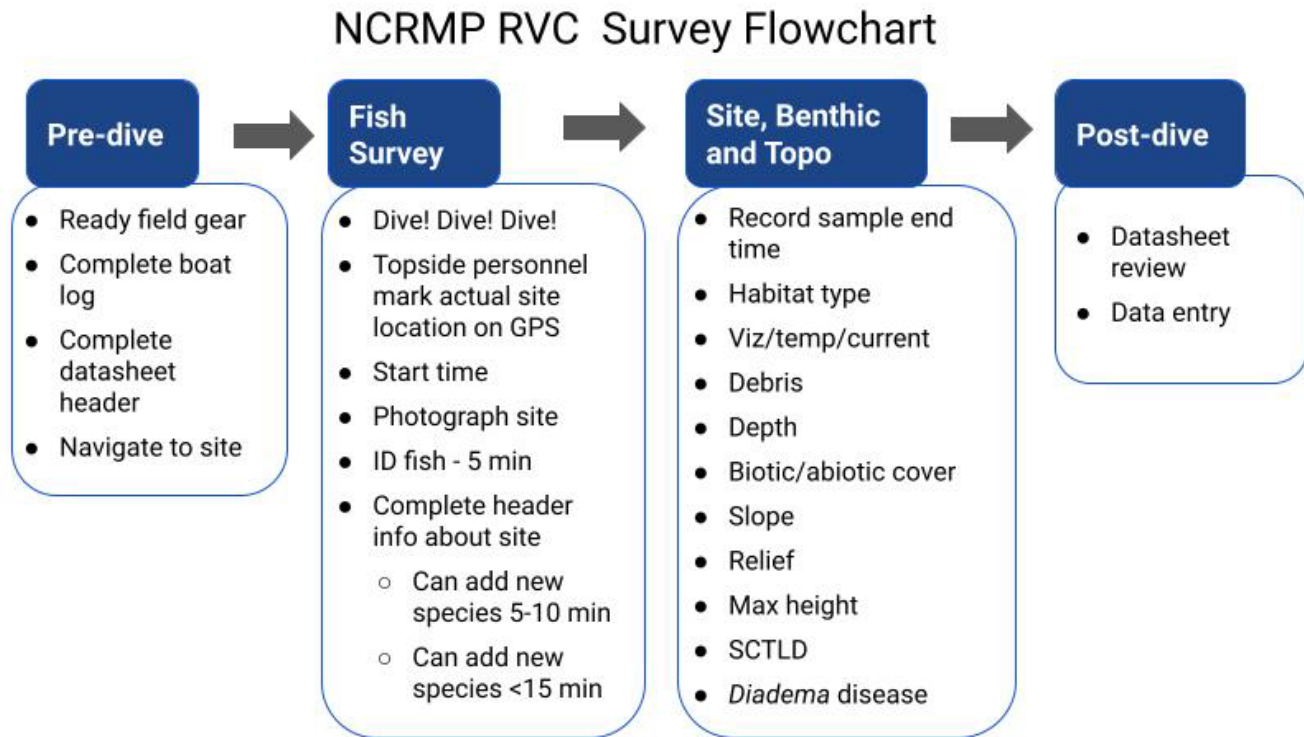 NCRMP RVC  Survey Flowchart
Pre-dive
● Ready field gear
● Complete boat
log
● Complete
datasheet
header
● Navigate to site
Fish
Survey
● Dive! Dive! Dive!
● Topside personnel
mark actual site
location on GPS
● Start time
● Photograph site
● ID fish - 5 min
● Complete header
info about site
○ Can add new
species 5-10 min
○ Can add new
species <15 min
Site, Benthic
and Topo
● Record sample end
time
● Habitat type
● Viz/temp/current
● Debris
● Depth
● Biotic/abiotic cover
● Slope
● Relief
● Max height
● SCTLD
● Diadema disease
Post-dive
● Datasheet
review
● Data entry